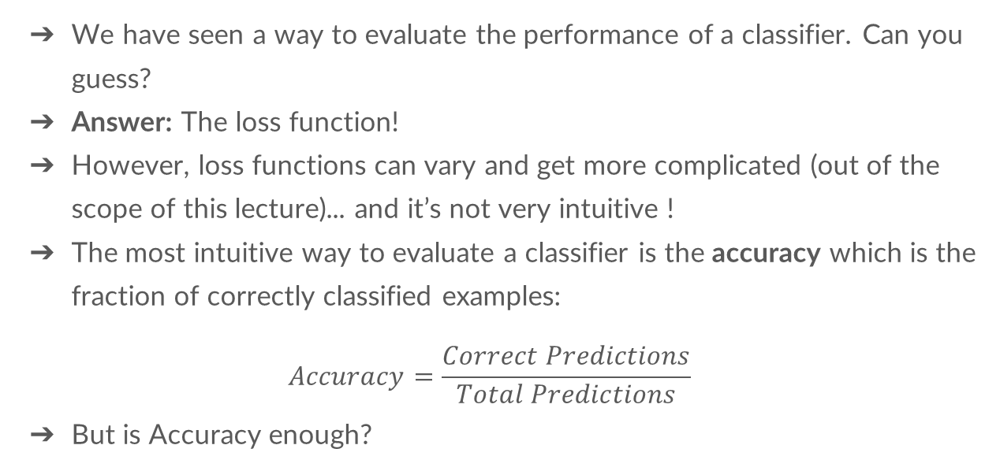 ➔ We have seen a way to evaluate the performance of a classifier. Can you
guess?
➔ Answer: The loss function!
➔ However, loss functions can vary and get more complicated (out of the
scope of this lecture)... and it’s not very intuitive !
➔ The most intuitive way to evaluate a classifier is the accuracy which is the
fraction of correctly classified examples:
Correct Predictions
Accuracy =
Total Predictions
➔ But is Accuracy enough?